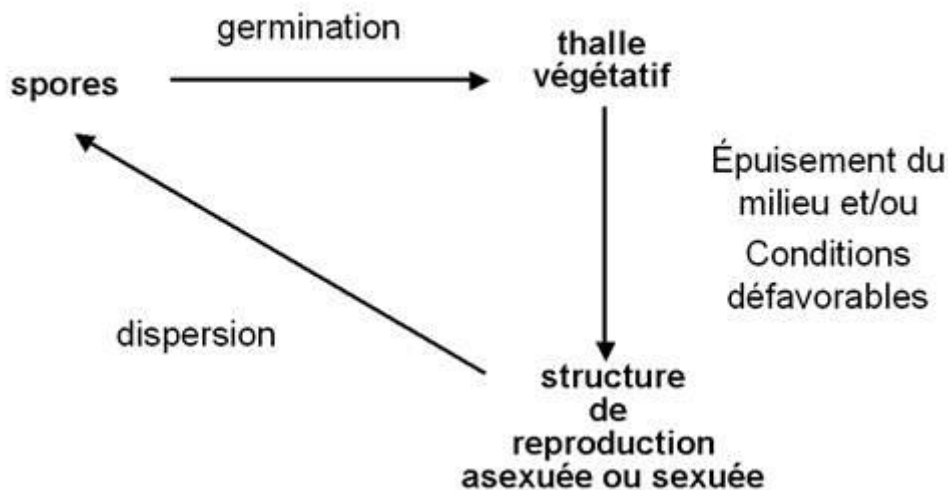 germination
spores
thalle
végétatif
Épuisement du
milieu et/ou
Conditions
défavorables
dispersion
structure
de
reproduction
asexuée ou sexuée